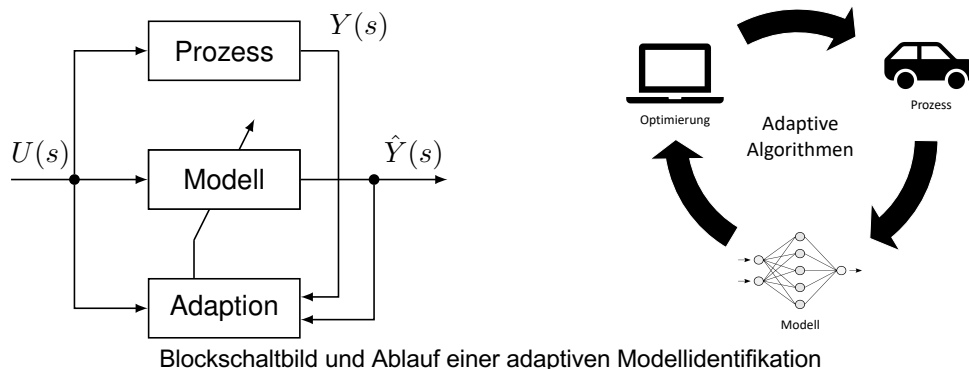 Y(s)
Prozess
U(s)
Ŷ(s)
Modell
Adaption
Optimierung
Prozess
Adaptive
Algorithmen
Modell
Blockschaltbild und Ablauf einer adaptiven Modellidentifikation